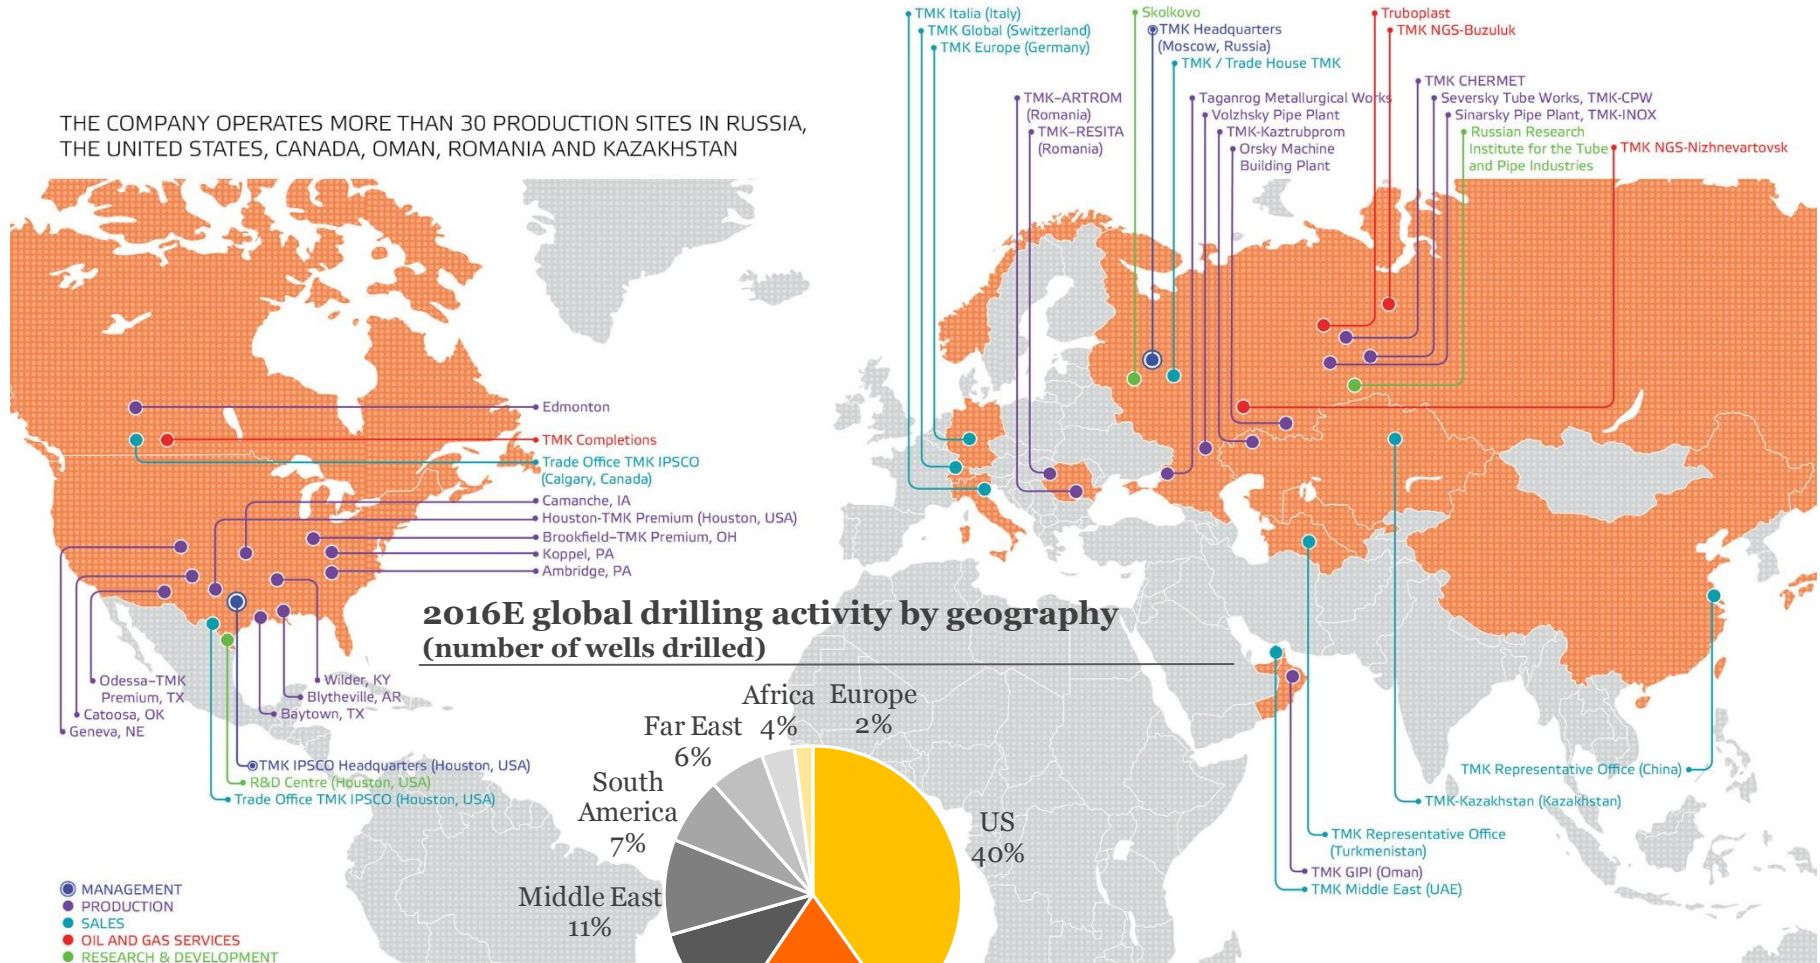 THE COMPANY OPERATES MORE THAN 30 PRODUCTION SITES IN RUSSIA,
THE UNITED STATES, CANADA, OMAN, ROMANIA AND KAZAKHSTAN
TMK Italia (Italy)
TMK Global (Switzerland)
TMK Europe (Germany)
Skolkovo
TMK Headquarters
(Moscow, Russia)
TMK / Trade House TMK
Truboplast
TMK NGS-Buzuluk
TMK–ARTROM
(Romania)
TMK–RESITA
(Romania)
Taganrog Metallurgical Works
Volzhsky Pipe Plant
TMK-Kaztrubprom
Orsky Machine
Building Plant
TMK CHERMET
Seversky Tube Works, TMK-CPW
Sinarsky Pipe Plant, TMK-INOX
Russian Research
Institute for the Tube
and Pipe Industries
TMK NGS-Nizhnevartovsk
Edmonton
TMK Completions
Trade Office TMK IPSCO
(Calgary, Canada)
Camanche, IA
Houston-TMK Premium (Houston, USA)
Brookfield–TMK Premium, OH
Koppel, PA
Ambridge, PA
Odessa–TMK
Premium, TX
Catoosa, OK
Geneva, NE
Wilder, KY
Blytheville, AR
Baytown, TX
TMK IPSCO Headquarters (Houston, USA)
R&D Centre (Houston, USA)
Trade Office TMK IPSCO (Houston, USA)
2016E global drilling activity by geography
(number of wells drilled)
Africa
4%
Europe
2%
Far East
6%
South
America
7%
Middle East
11%
US
40%
TMK Representative Office (China)
TMK-Kazakhstan (Kazakhstan)
TMK Representative Office
(Turkmenistan)
TMK GIPI (Oman)
TMK Middle East (UAE)
MANAGEMENT
PRODUCTION
SALES
OIL AND GAS SERVICES
RESEARCH & DEVELOPMENT